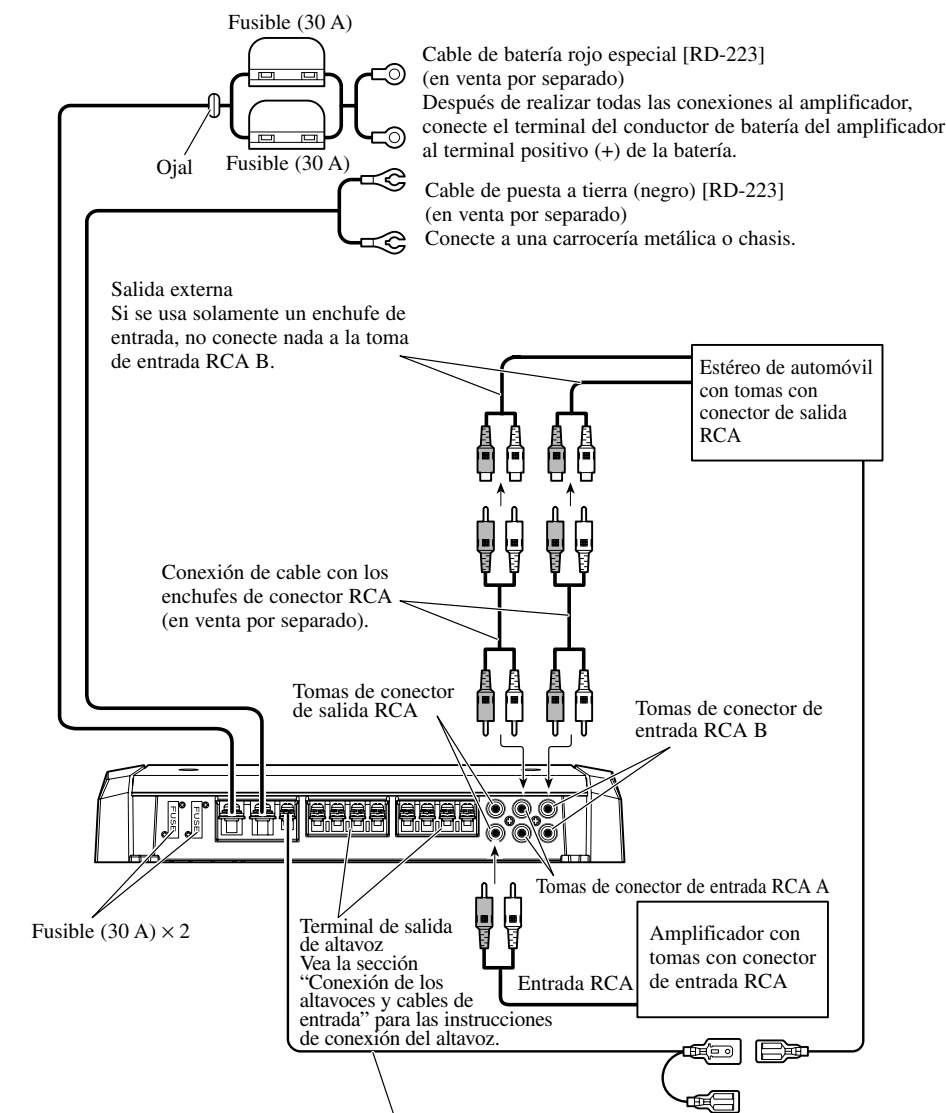 Fusible (30 A)
Cable de batería rojo especial [RD-223]
(en venta por separado)
Después de realizar todas las conexiones al amplificador,
conecte el terminal del conductor de batería del amplificador
al terminal positivo (+) de la batería.
Ojal
Fusible (30 A)
Cable de puesta a tierra (negro) [RD-223]
(en venta por separado)
Conecte a una carrocería metálica o chasis.
Salida externa
Si se usa solamente un enchufe de
entrada, no conecte nada a la toma
de entrada RCA B.
Estéreo de automóvil
con tomas con
conector de salida
RCA
Conexión de cable con los
enchufes de conector RCA
(en venta por separado).
Tomas de conector
de salida RCA
Tomas de conector de
entrada RCA B
FUSE
FUSE
Tomas de conector de entrada RCA A
Fusible (30 A) × 2
Terminal de salida
de altavoz
Vea la sección
“Conexión de los
altavoces y cables de
entrada” para las instrucciones
de conexión del altavoz.
Entrada RCA
Amplificador con
tomas con conector
de entrada RCA